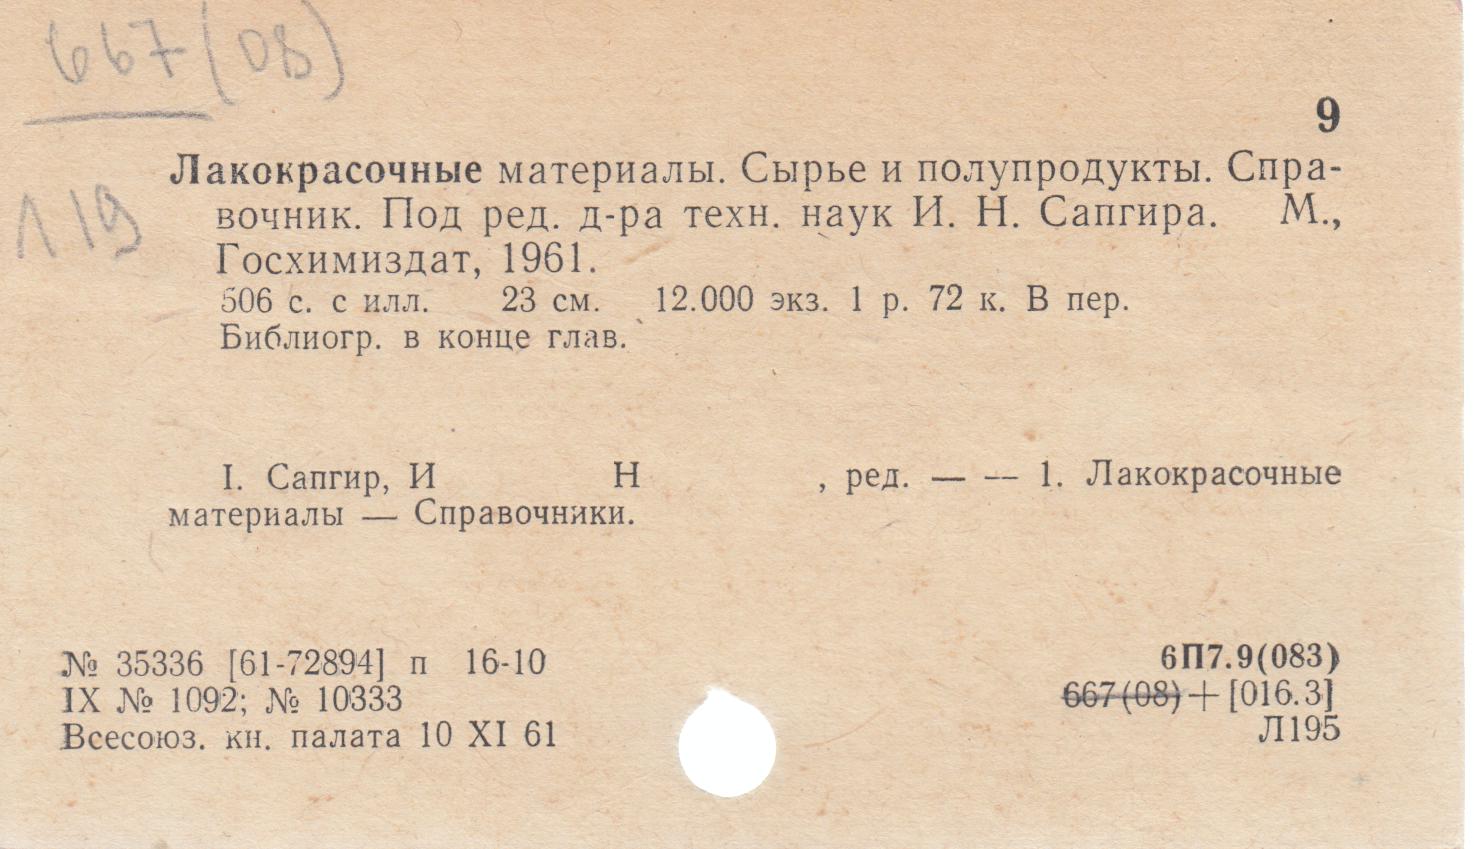 667(08)
9
Лакокрасочные материалы. Сырье и полупродукты. Спра-
Л19
вочник. Под ред. д-ра техн. наук И. Н. Сапгира. М.,
Госхимиздат, 1961.
506 с. с илл. 23 см. 12.000 экз. 1 р. 72 к. В пер.
Библиогр. в конце глав.
I. Сапгир, И Н , ред. — — 1. Лакокрасочные
материалы — Справочники.
№ 35336 [61-72894] п 16-10
6П7.9(083)
IX № 1092; № 10333
667(08)+[016.3]
Всесоюз. кн. палата 10 XI 61
Л195